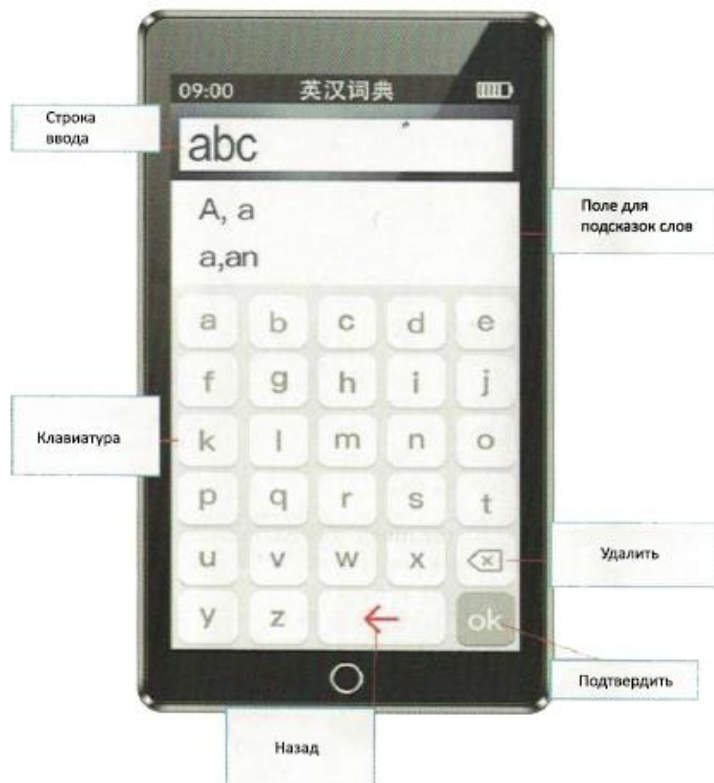 09:00 英汉词典
Строка
ввода
abc
A, a
a,an
Поле для
подсказок слов
a b c d e
f g h i j
Клавиатура
k l m n o
p q r s t
u v w x
Удалить
y z ok
Подтвердить
Назад